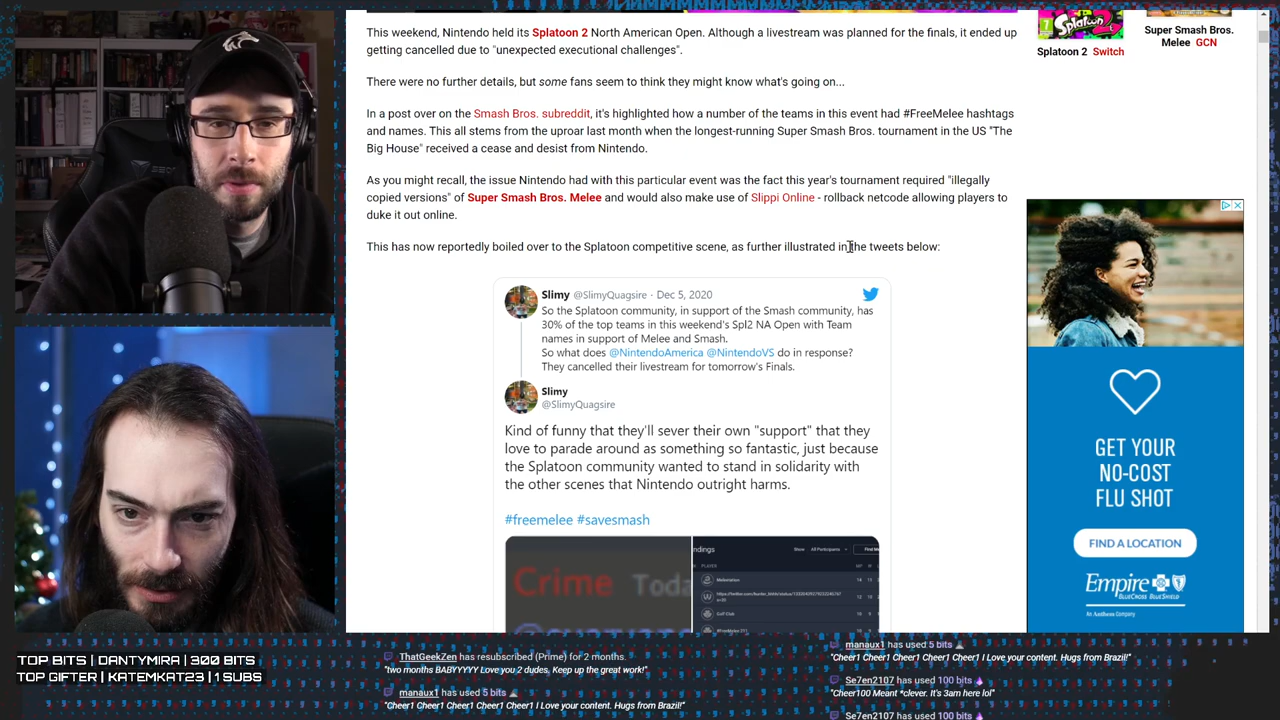 This weekend, Nintendo held its Splatoon 2 North American Open. Although a livestream was planned for the finals, it ended up
getting cancelled due to "unexpected executional challenges".
There were no further details, but some fans seem to think they might know what's going on...
In a post over on the Smash Bros. subreddit, it's highlighted how a number of the teams in this event had #FreeMelee hashtags
and names. This all stems from the uproar last month when the longest-running Super Smash Bros. tournament in the US "The
Big House" received a cease and desist from Nintendo.
As you might recall, the issue Nintendo had with this particular event was the fact this year's tournament required "illegally
copied versions" of Super Smash Bros. Melee and would also make use of Slippi Online - rollback netcode allowing players to
duke it out online.
This has now reportedly boiled over to the Splatoon competitive scene, as further illustrated in the tweets below:
Slimy @SlimyQuagsire · Dec 5, 2020
So the Splatoon community, in support of the Smash community, has
30% of the top teams in this weekend's Spl2 NA Open with Team
names in support of Melee and Smash.
So what does @NintendoAmerica @NintendoVS do in response?
They cancelled their livestream for tomorrow's Finals.
Slimy
@SlimyQuagsire
Kind of funny that they'll sever their own "support" that they
love to parade around as something so fantastic, just because
the Splatoon community wanted to stand in solidarity with
the other scenes that Nintendo outright harms.
#freemelee #savesmash
Crime Toda
ndings
Show All Participants
PLAYER
Golf Club
Splatoon 2
Splatoon 2 Switch
Super Smash Bros.
Melee GCN
GET YOUR
NO-COST
FLU SHOT
FIND A LOCATION
Empire
BLUECROSS BLUESHIELD
An Anthem Company
TOP BITS | DANTYMIRA | 300 BITS
TOP GIFTER | KATEMKAT23 | 1 SUBS
ThatGeekZen has resubscribed (Prime) for 2 months.
"two months BABYYYYY Love you 2 dudes. Keep up the great work!"
manaux1 has used 5 bits
"Cheer1 Cheer1 Cheer1 Cheer1 Cheer1 I Love your content. Hugs from Brazil!"
manaux1 has used 5 bits
"Cheer1 Cheer1 Cheer1 Cheer1 Cheer1 I Love your content. Hugs from Brazil!"
Se7en2107 has used 100 bits
"Cheer100 Meant *clever. It's 3am here lol"
Se7en2107 has used 100 bits